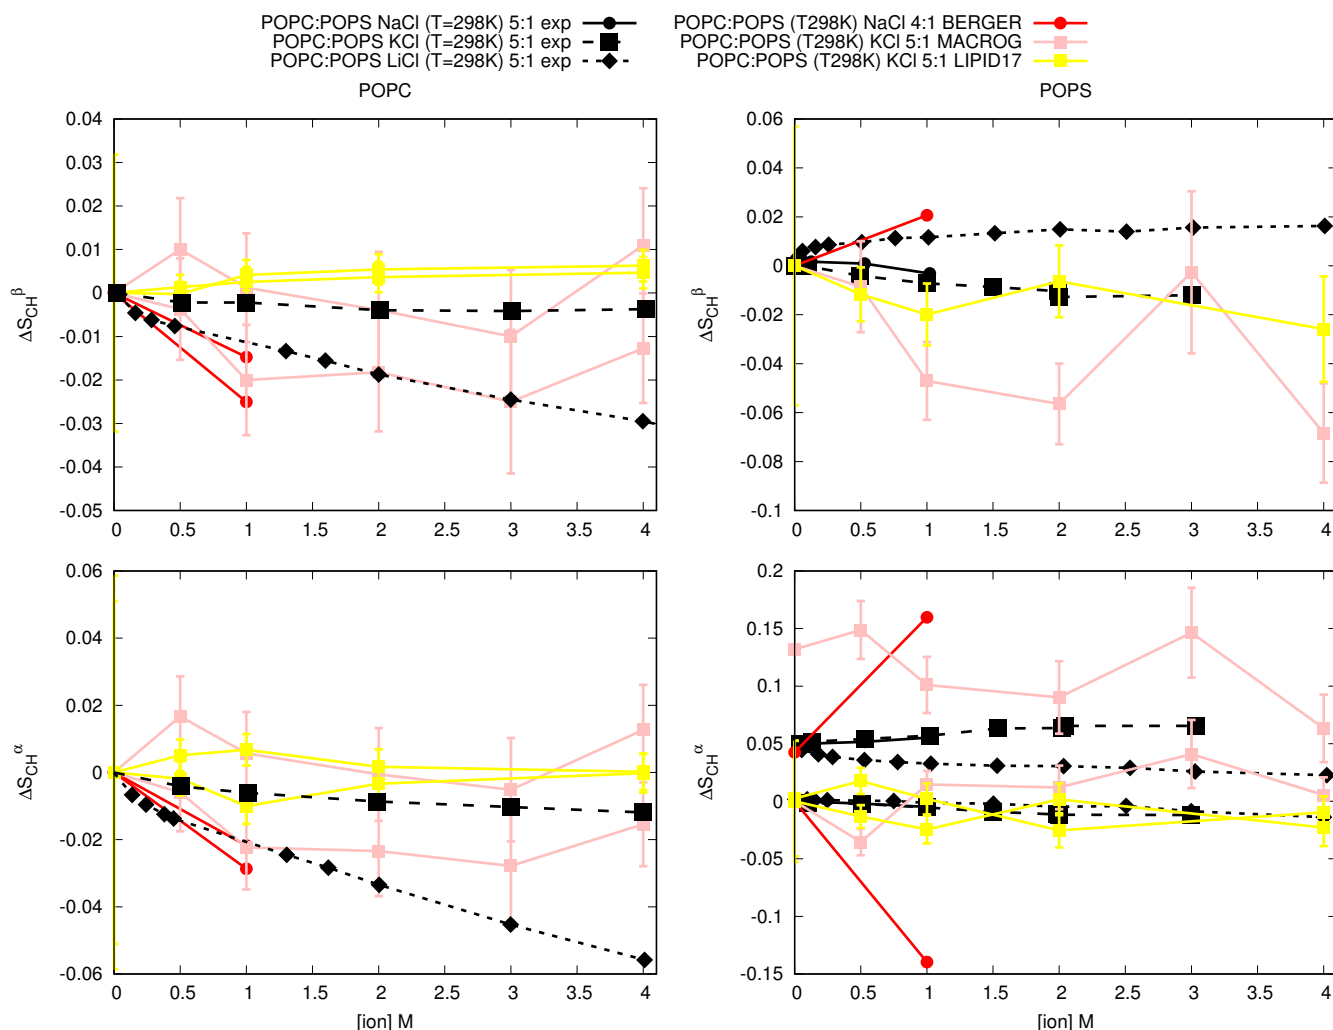 POPC:POPS NaCl (T=298K) 5:1 exp
POPC:POPS KCl (T=298K) 5:1 exp
POPC:POPS LiCl (T=298K) 5:1 exp
POPC:POPS (T298K) NaCl 4:1 BERGER
POPC:POPS (T298K) KCl 5:1 MACROG
POPC:POPS (T298K) KCl 5:1 LIPID17
POPC
0.04
0.03
0.02
0.01
0
-0.01
-0.02
-0.03
-0.04
-0.05
ΔS_CH^β
0 0.5 1 1.5 2 2.5 3 3.5 4
POPS
0.06
0.04
0.02
0
-0.02
-0.04
-0.06
-0.08
-0.1
ΔS_CH^β
0 0.5 1 1.5 2 2.5 3 3.5 4
0.06
0.04
0.02
0
-0.02
-0.04
-0.06
ΔS_CH^α
0 0.5 1 1.5 2 2.5 3 3.5 4
[ion] M
0.2
0.15
0.1
0.05
0
-0.05
-0.1
-0.15
ΔS_CH^α
0 0.5 1 1.5 2 2.5 3 3.5 4
[ion] M